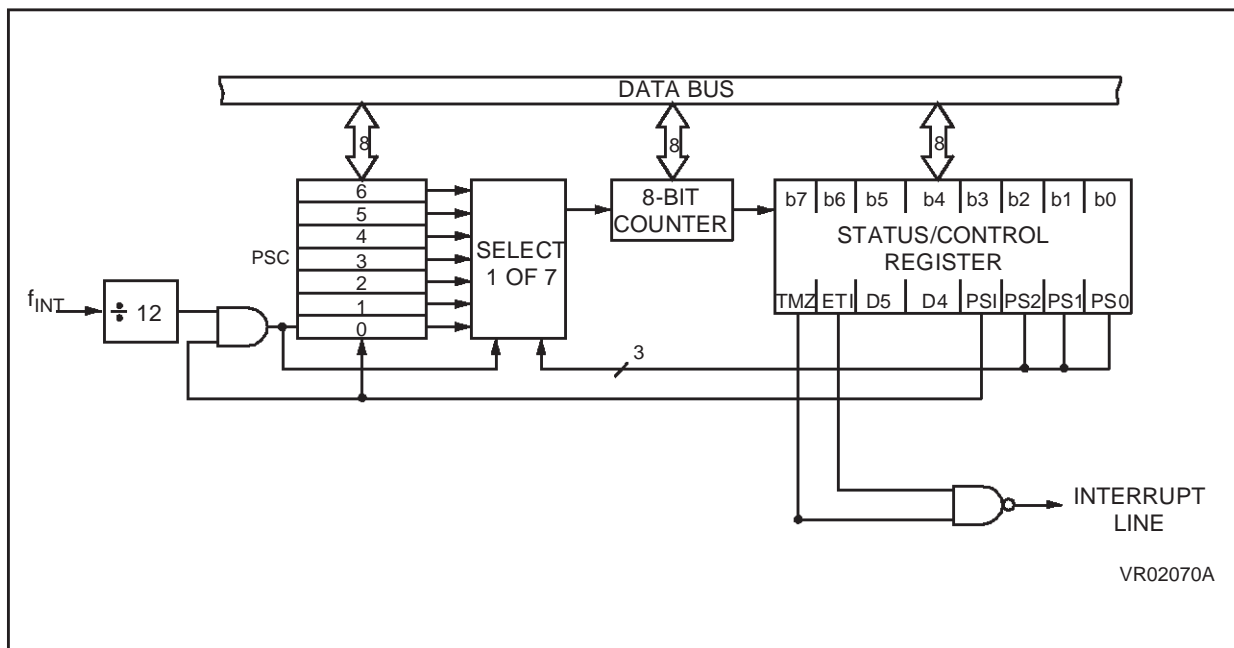 DATA BUS
8
8
8
6
5
4
3
2
1
0
PSC
SELECT
1 OF 7
8-BIT
COUNTER
b7 b6 b5 b4 b3 b2 b1 b0
STATUS/CONTROL
REGISTER
TMZ ETI D5 D4 PSI PS2 PS1 PS0
fINT
÷ 12
3
INTERRUPT
LINE
VR02070A